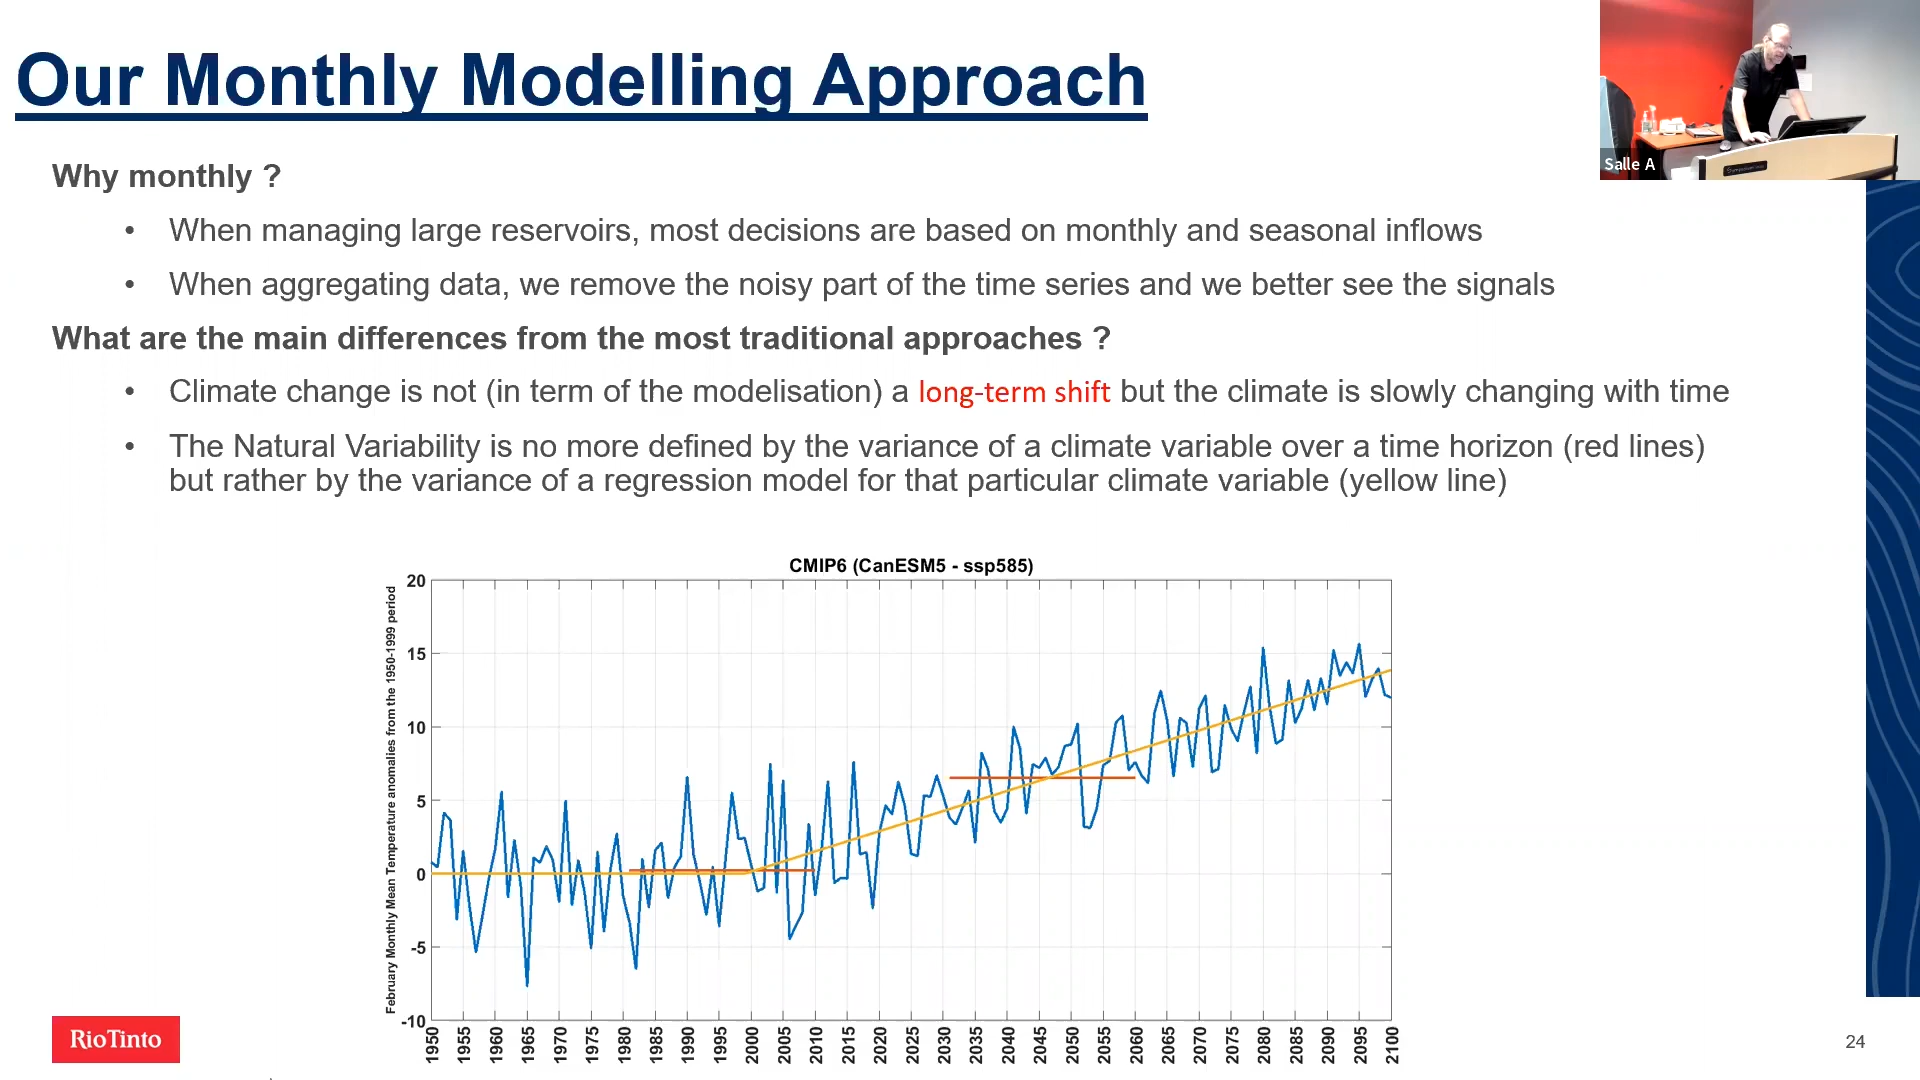 Our Monthly Modelling Approach
Salle A
Why monthly ?
• When managing large reservoirs, most decisions are based on monthly and seasonal inflows
• When aggregating data, we remove the noisy part of the time series and we better see the signals
What are the main differences from the most traditional approaches ?
• Climate change is not (in term of the modelisation) a long-term shift but the climate is slowly changing with time
• The Natural Variability is no more defined by the variance of a climate variable over a time horizon (red lines)
but rather by the variance of a regression model for that particular climate variable (yellow line)
CMIP6 (CanESM5 - ssp585)
February Monthly Mean Temperature anomalies from the 1950-1999 period
20
15
10
5
0
-5
-10
1950 1955 1960 1965 1970 1975 1980 1985 1990 1995 2000 2005 2010 2015 2020 2025 2030 2035 2040 2045 2050 2055 2060 2065 2070 2075 2080 2085 2090 2095 2100
RioTinto
24